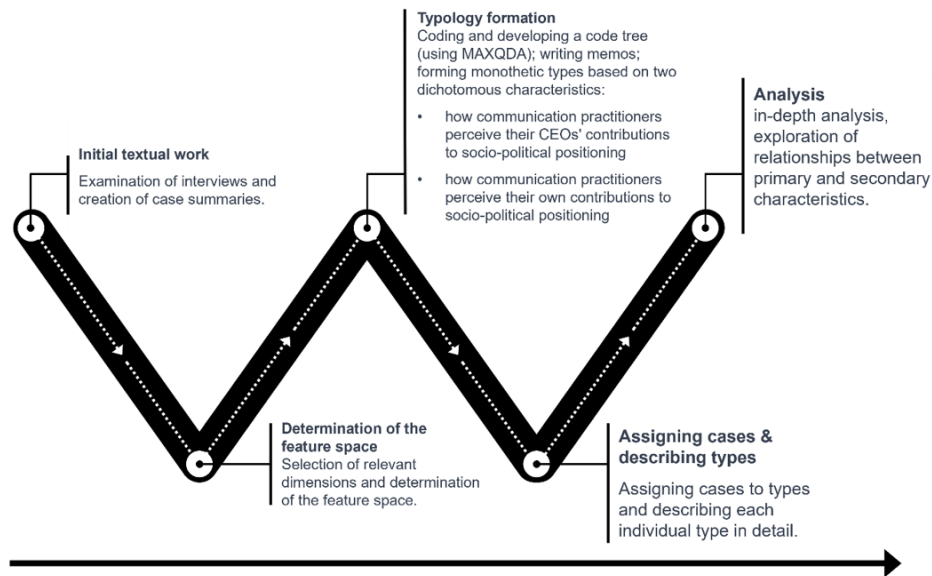 Initial textual work
Examination of interviews and
creation of case summaries.
Determination of the
feature space
Selection of relevant
dimensions and determination
of the feature space.
Typology formation
Coding and developing a code tree
(using MAXQDA); writing memos;
forming monothetic types based on two
dichotomous characteristics:
• how communication practitioners
perceive their CEOs' contributions
to socio-political positioning
• how communication practitioners
perceive their own contributions to
socio-political positioning
Assigning cases &
describing types
Assigning cases to types
and describing each
individual type in detail.
Analysis
in-depth analysis,
exploration of
relationships between
primary and secondary
characteristics.